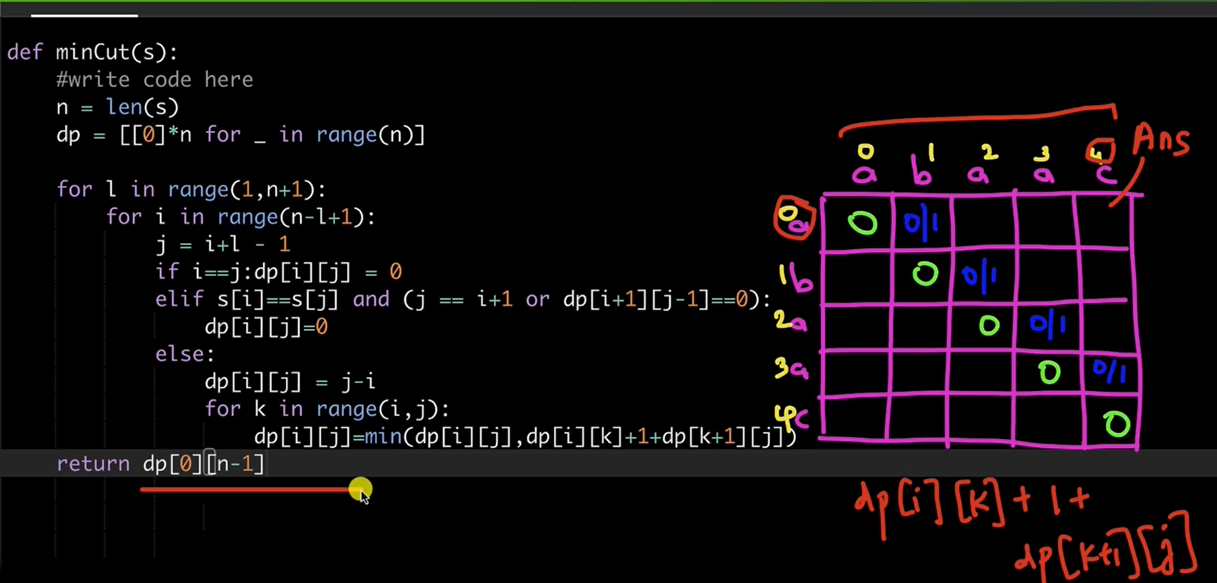 def minCut(s):
    #write code here
    n = len(s)
    dp = [[0]*n for _ in range(n)]
    for l in range(1,n+1):
        for i in range(n-l+1):
            j = i+l - 1
            if i==j:dp[i][j] = 0
            elif s[i]==s[j] and (j == i+1 or dp[i+1][j-1]==0):
                dp[i][j]=0
            else:
                dp[i][j] = j-i
                for k in range(i,j):
                    dp[i][j]=min(dp[i][j],dp[i][k]+1+dp[k+1][j])
    return dp[0][n-1]
Ans
0 1 2 3 4
a b a a c
0 a 0 0/1
1 b 0 0/1
2 a 0 0/1
3 a 0 0/1
4 c 0
dp[i][k]+1+
dp[k+1][j]